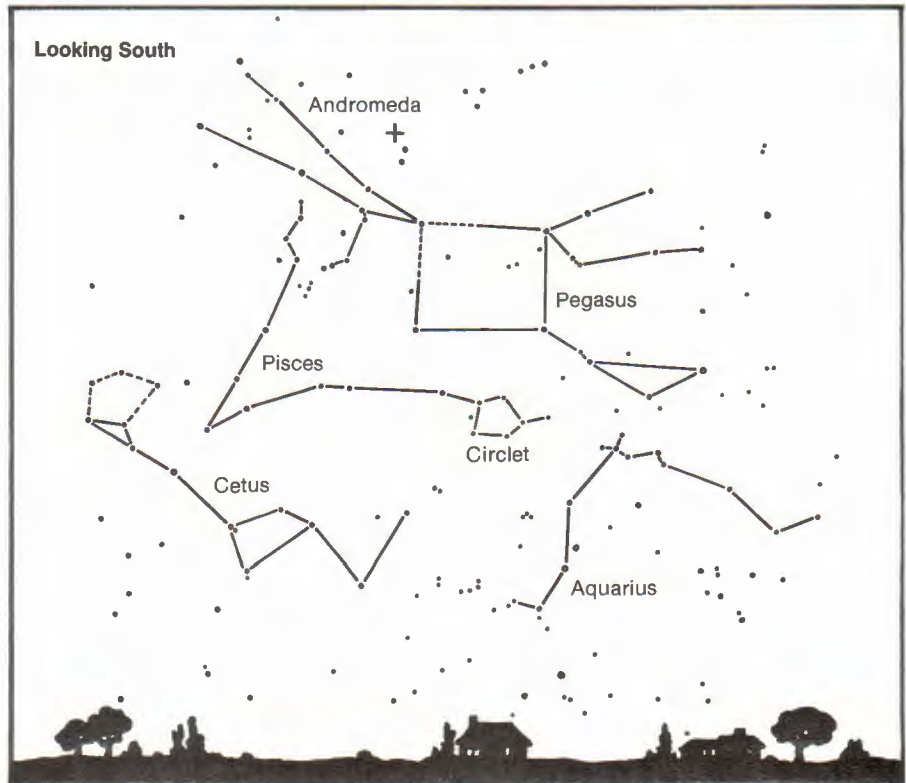 Looking South
Andromeda
Pegasus
Pisces
Circlet
Cetus
Aquarius